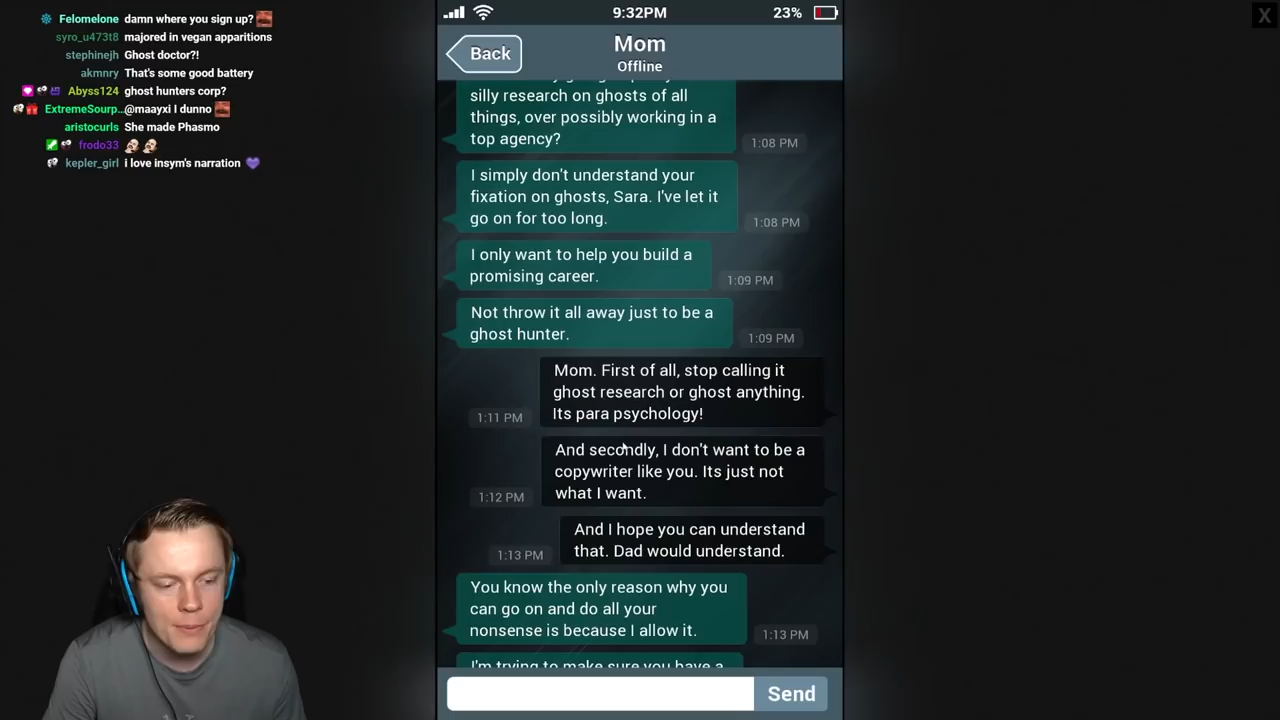 Felomelone damn where you sign up?
syro_u473t8 majored in vegan apparitions
stephinejh Ghost doctor?!
akmnry That's some good battery
Abyss124 ghost hunters corp?
ExtremeSourp... @maayxi I dunno
aristocurls She made Phasmo
frodo33
kepler_girl i love insym's narration
9:32PM
23%
X
Back
Mom
Offline
silly research on ghosts of all
things, over possibly working in a
top agency?
1:08 PM
I simply don't understand your
fixation on ghosts, Sara. I've let it
go on for too long.
1:08 PM
I only want to help you build a
promising career.
1:09 PM
Not throw it all away just to be a
ghost hunter.
1:09 PM
Mom. First of all, stop calling it
ghost research or ghost anything.
Its para psychology!
1:11 PM
And secondly, I don't want to be a
copywriter like you. Its just not
what I want.
1:12 PM
And I hope you can understand
that. Dad would understand.
1:13 PM
You know the only reason why you
can go on and do all your
nonsense is because I allow it.
1:13 PM
I'm trying to make sure you have a
Send